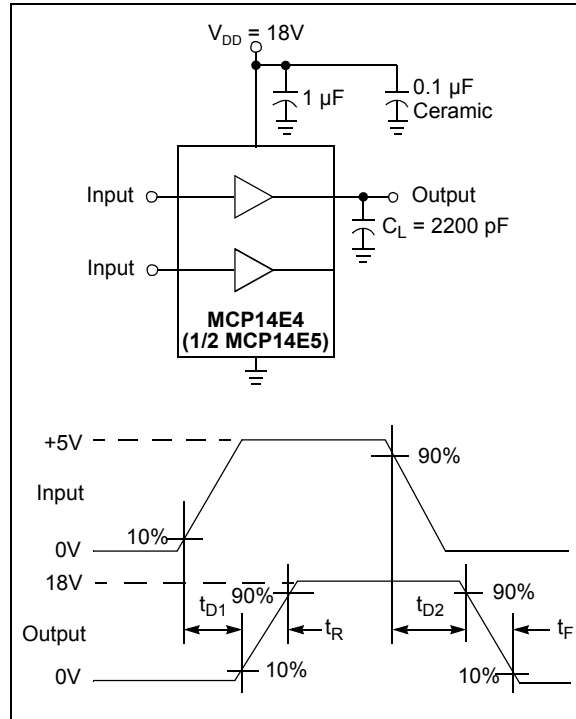 V_DD = 18V
1 µF
0.1 µF
Ceramic
Input
Output
C_L = 2200 pF
Input
MCP14E4
(1/2 MCP14E5)
+5V
90%
Input
10%
0V
18V
90%
90%
t_D1
t_R
t_D2
t_F
Output
10%
10%
0V